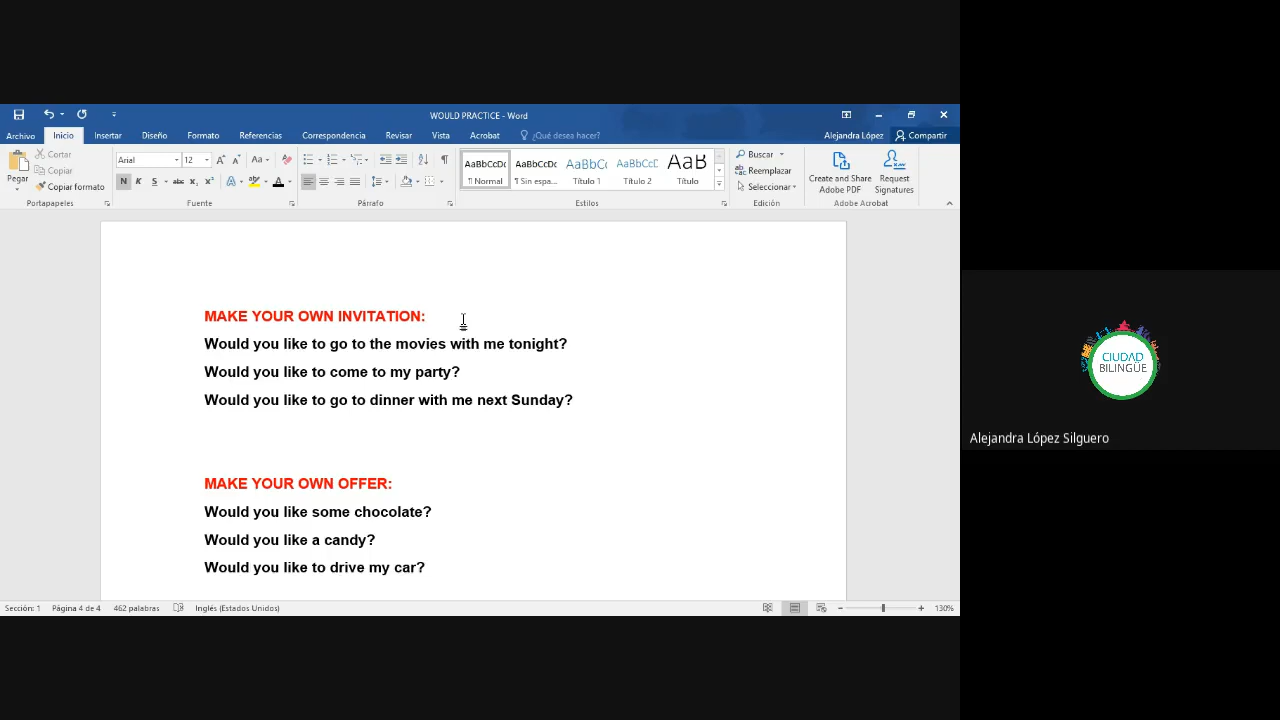 WOULD PRACTICE - Word
Archivo Inicio Insertar Diseño Formato Referencias Correspondencia Revisar Vista Acrobat ¿Qué desea hacer? Alejandra López Compartir
Pegar
Cortar
Copiar
Copiar formato
Portapapeles
Arial 12
N K S abc x₂ x²
Fuente
Párrafo
AaBbCcDc AaBbCcDc AaBbCc AaBbCcE AaB
¶ Normal ¶ Sin espa... Título 1 Título 2 Título
Estilos
Buscar
Reemplazar
Seleccionar
Edición
Create and Share Adobe PDF
Request Signatures
Adobe Acrobat
MAKE YOUR OWN INVITATION:
Would you like to go to the movies with me tonight?
Would you like to come to my party?
Would you like to go to dinner with me next Sunday?
MAKE YOUR OWN OFFER:
Would you like some chocolate?
Would you like a candy?
Would you like to drive my car?
Sección: 1 Página 4 de 4 462 palabras Inglés (Estados Unidos) 130%
CIUDAD
BILINGÜE
Alejandra López Silguero